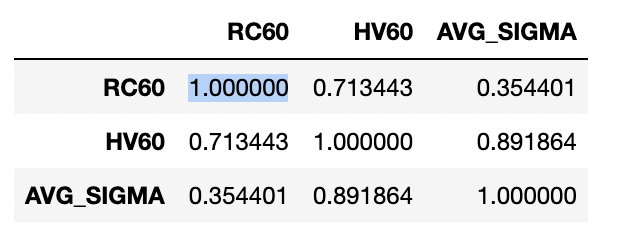 RC60 HV60 AVG_SIGMA
RC60 1.000000 0.713443 0.354401
HV60 0.713443 1.000000 0.891864
AVG_SIGMA 0.354401 0.891864 1.000000